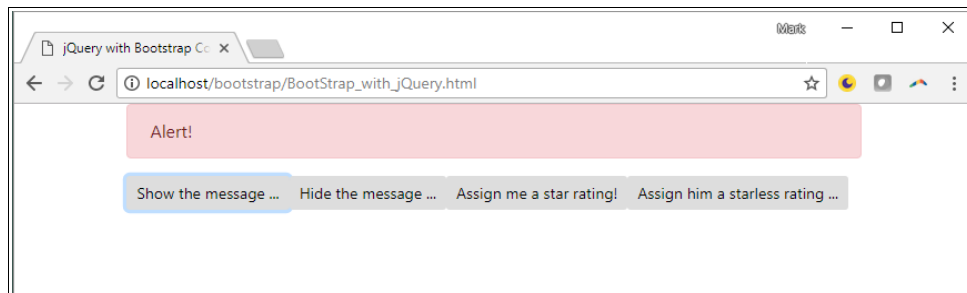 Mark
jQuery with Bootstrap Co
localhost/bootstrap/BootStrap_with_jQuery.html
Alert!
Show the message ... Hide the message ... Assign me a star rating! Assign him a starless rating ...